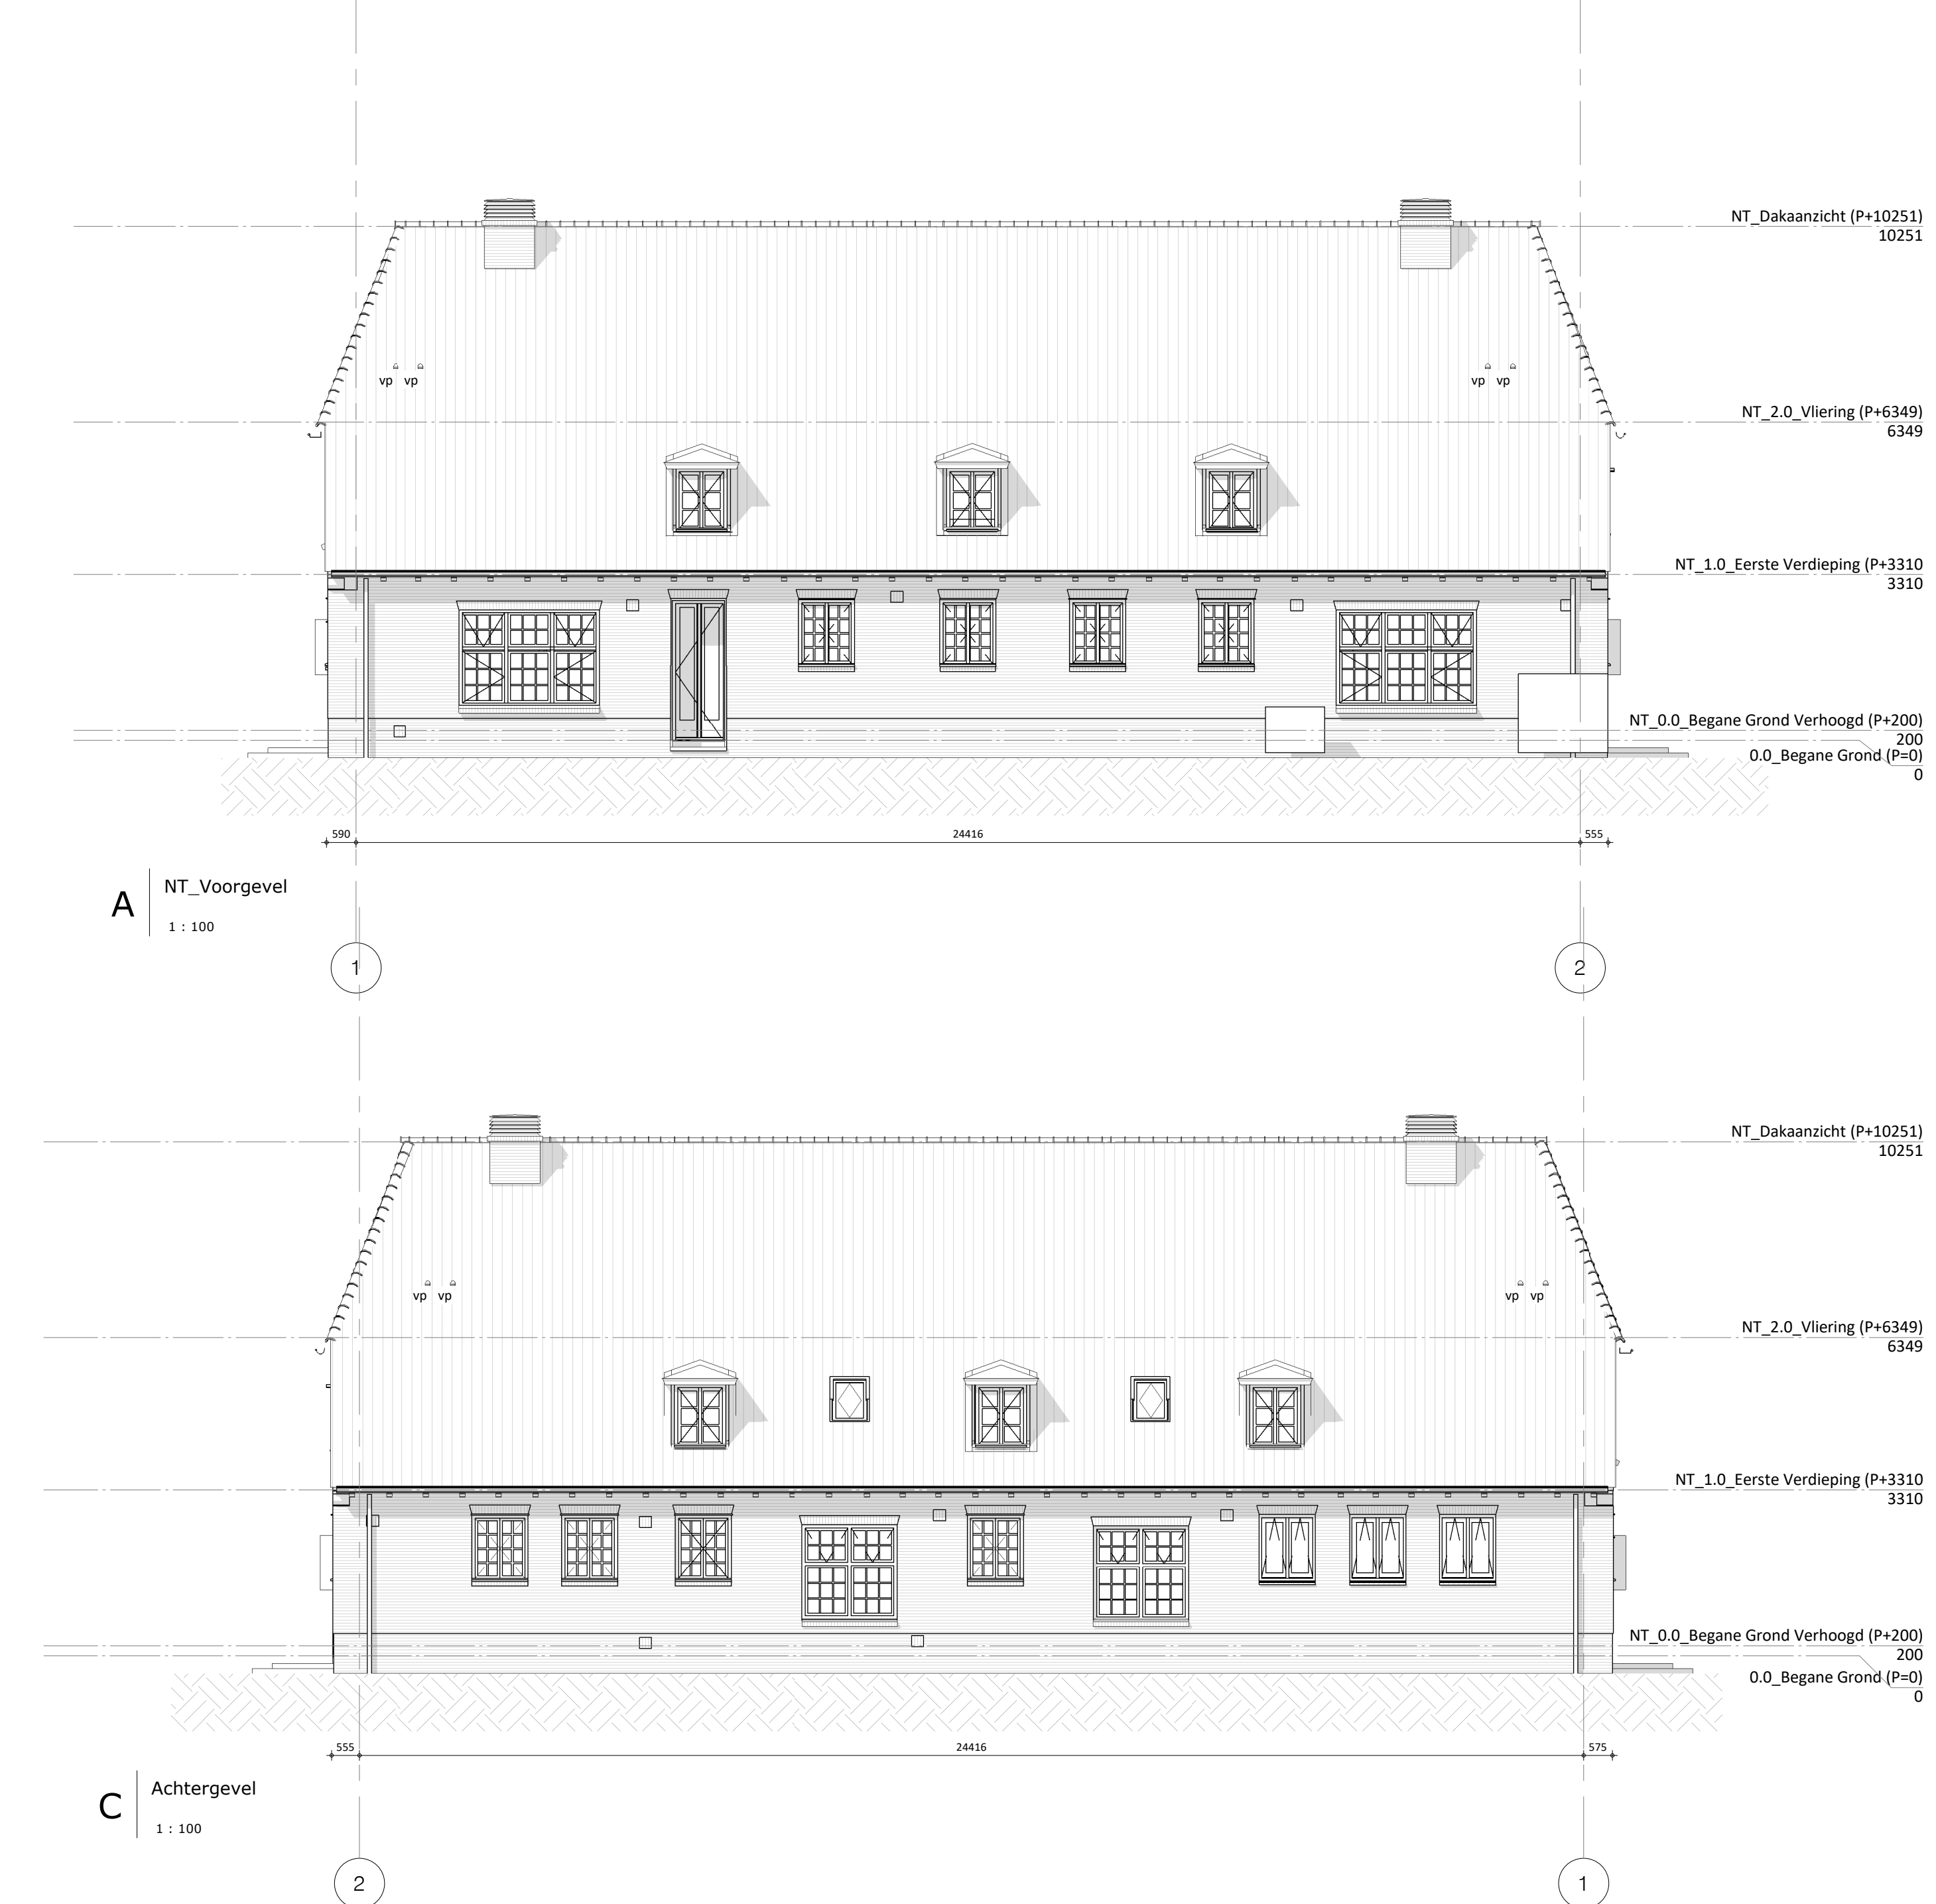 NT_Dakaanzicht (P+10251)
10251
vp vp
vp vp
NT_2.0_Vliering (P+6349)
6349
NT_1.0_Eerste Verdieping (P+3310
3310
NT_0.0_Begane Grond Verhoogd (P+200)
200
0.0_Begane Grond (P=0)
0
590
24416
555
A
NT_Voorgevel
1 : 100
1
2
NT_Dakaanzicht (P+10251)
10251
vp vp
vp vp
NT_2.0_Vliering (P+6349)
6349
NT_1.0_Eerste Verdieping (P+3310
3310
NT_0.0_Begane Grond Verhoogd (P+200)
200
0.0_Begane Grond (P=0)
0
555
24416
575
C
Achtergevel
1 : 100
2
1